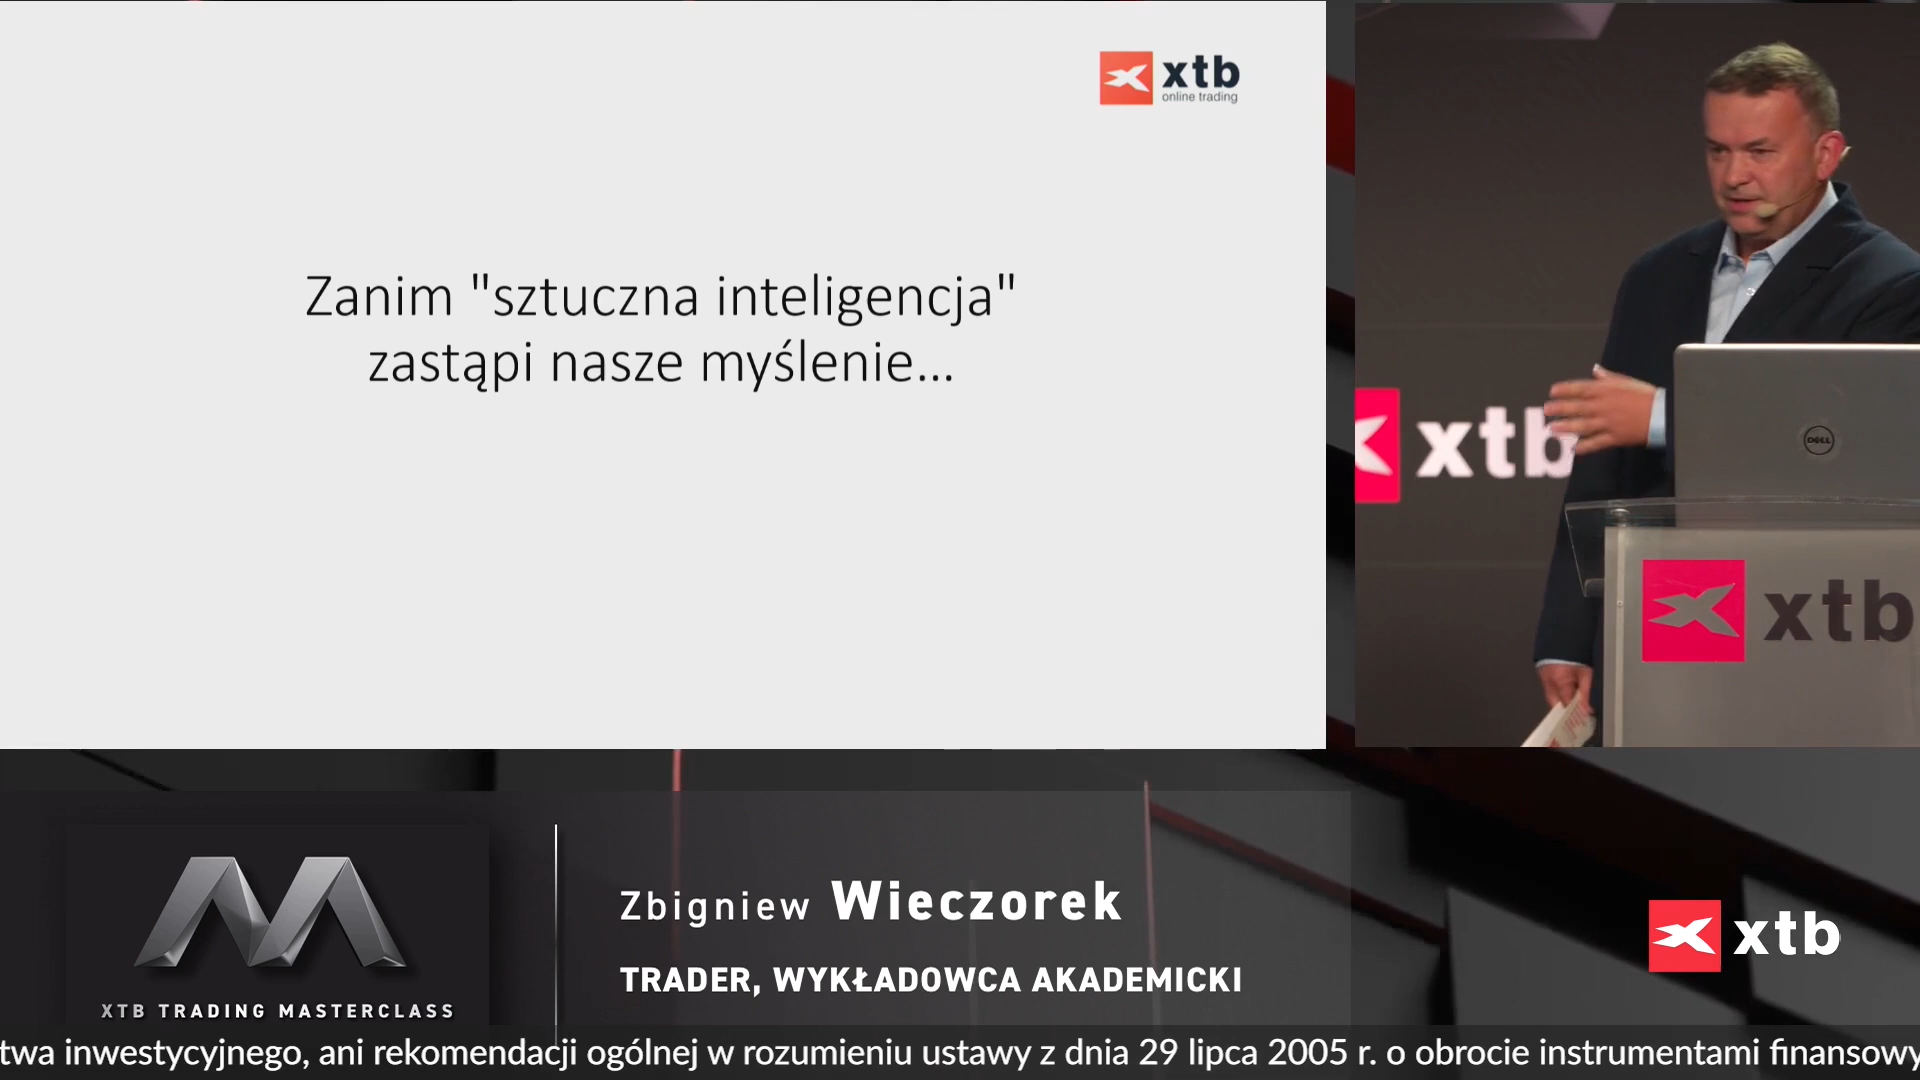 xtb
online trading
Zanim "sztuczna inteligencja"
zastąpi nasze myślenie...
xtb
DELL
xtb
Zbigniew Wieczorek
TRADER, WYKŁADOWCA AKADEMICKI
XTB TRADING MASTERCLASS
xtb
twa inwestycyjnego, ani rekomendacji ogólnej w rozumieniu ustawy z dnia 29 lipca 2005 r. o obrocie instrumentami finansowy